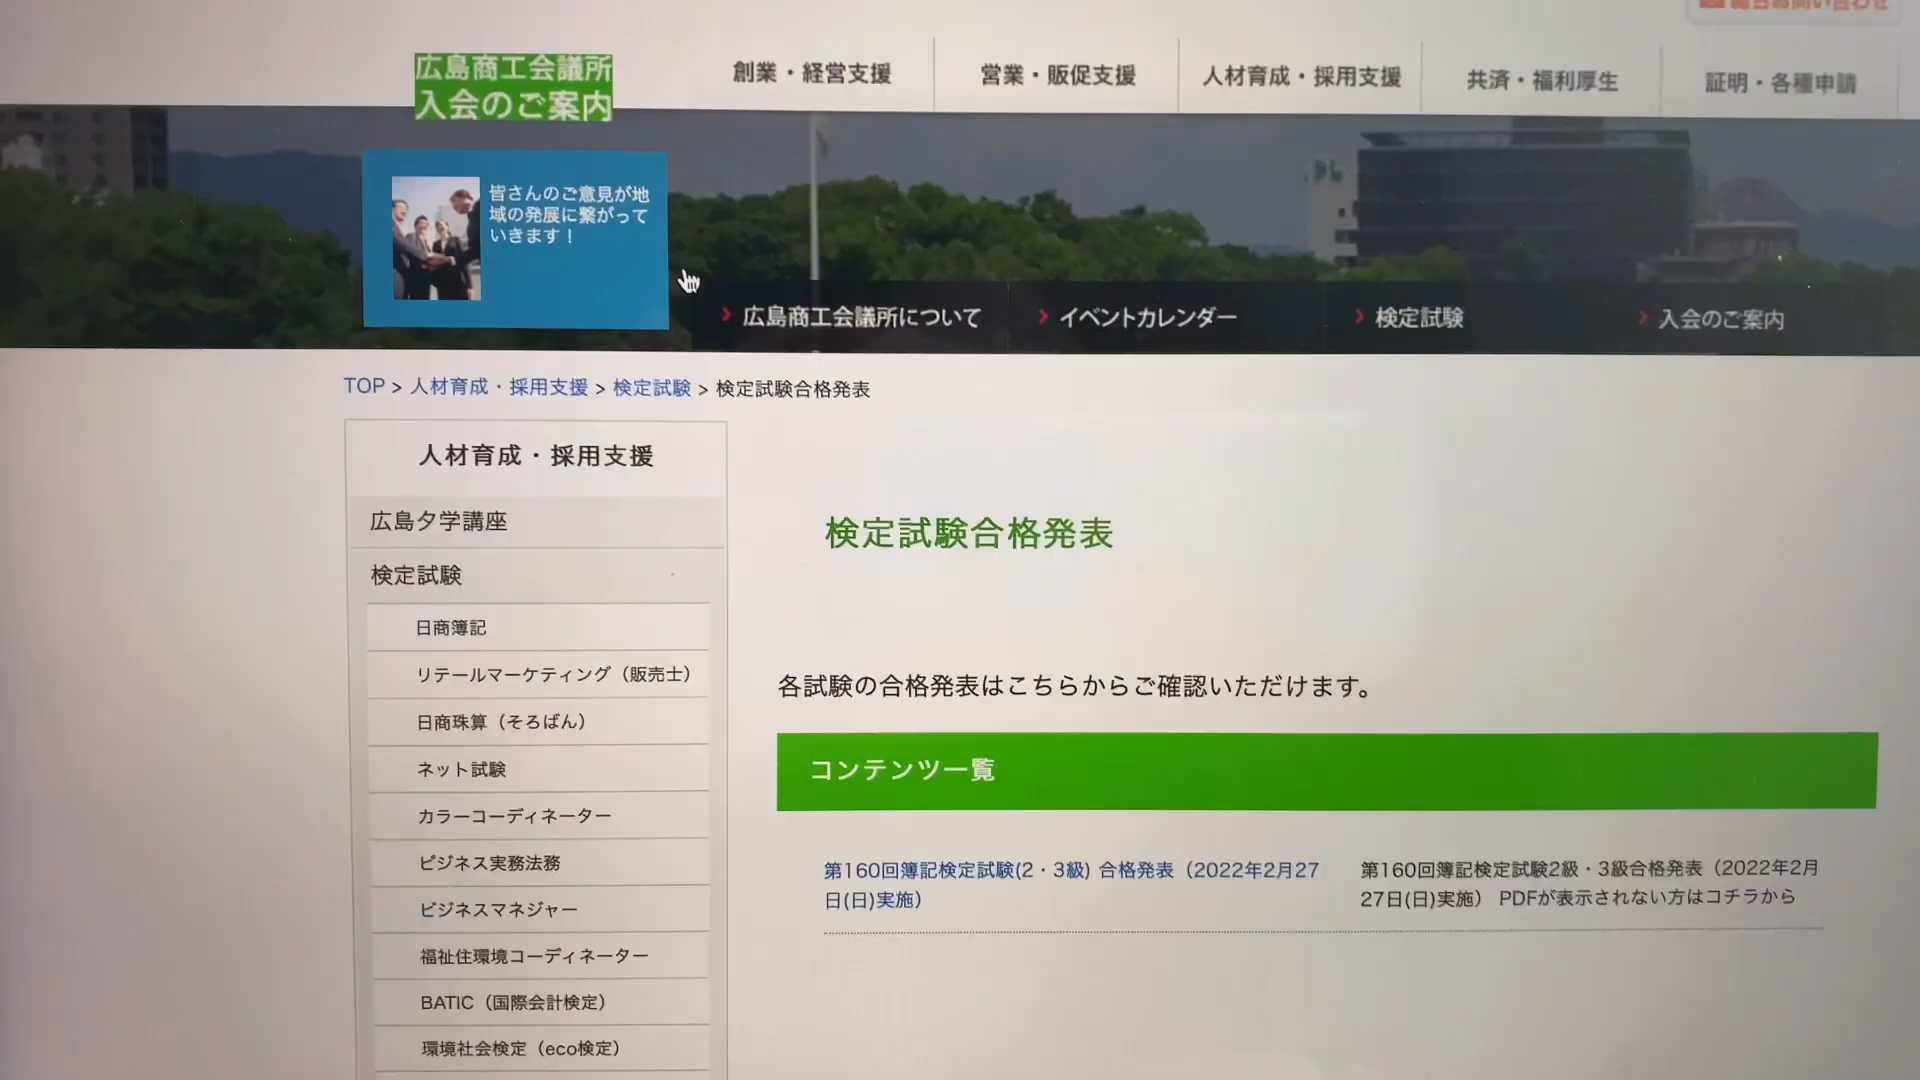 総合お問い合わせ
広島商工会議所
入会のご案内
創業・経営支援
営業・販促支援
人材育成・採用支援
共済・福利厚生
証明・各種申請
皆さんのご意見が地
域の発展に繋がって
いきます！
広島商工会議所について
イベントカレンダー
検定試験
入会のご案内
TOP > 人材育成・採用支援 > 検定試験 > 検定試験合格発表
人材育成・採用支援
広島夕学講座
検定試験
日商簿記
リテールマーケティング（販売士）
日商珠算（そろばん）
ネット試験
カラーコーディネーター
ビジネス実務法務
ビジネスマネジャー
福祉住環境コーディネーター
BATIC（国際会計検定）
環境社会検定（eco検定）
検定試験合格発表
各試験の合格発表はこちらからご確認いただけます。
コンテンツ一覧
第160回簿記検定試験(2・3級) 合格発表（2022年2月27
日(日)実施）
第160回簿記検定試験2級・3級合格発表（2022年2月
27日(日)実施） PDFが表示されない方はコチラから